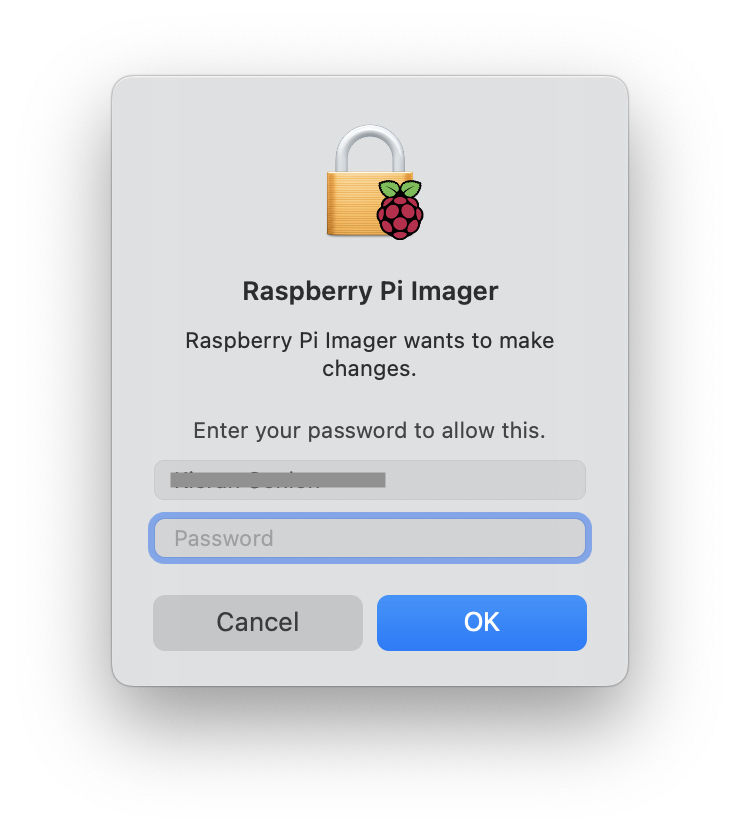 Raspberry Pi Imager
Raspberry Pi Imager wants to make
changes.
Enter your password to allow this.
Password
Cancel
OK